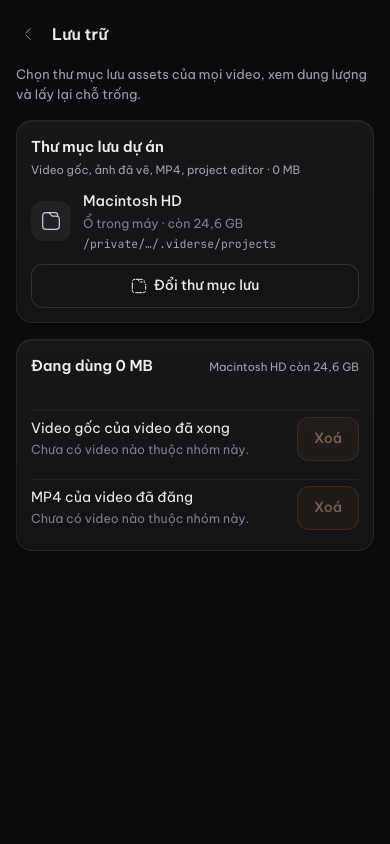 Lưu trữ
Chọn thư mục lưu assets của mọi video, xem dung lượng
và lấy lại chỗ trống.
Thư mục lưu dự án
Video gốc, ảnh đã vẽ, MP4, project editor · 0 MB
Macintosh HD
Ổ trong máy · còn 24,6 GB
/private/…/.viderse/projects
Đổi thư mục lưu
Đang dùng 0 MB
Macintosh HD còn 24,6 GB
Video gốc của video đã xong
Chưa có video nào thuộc nhóm này.
Xoá
MP4 của video đã đăng
Chưa có video nào thuộc nhóm này.
Xoá